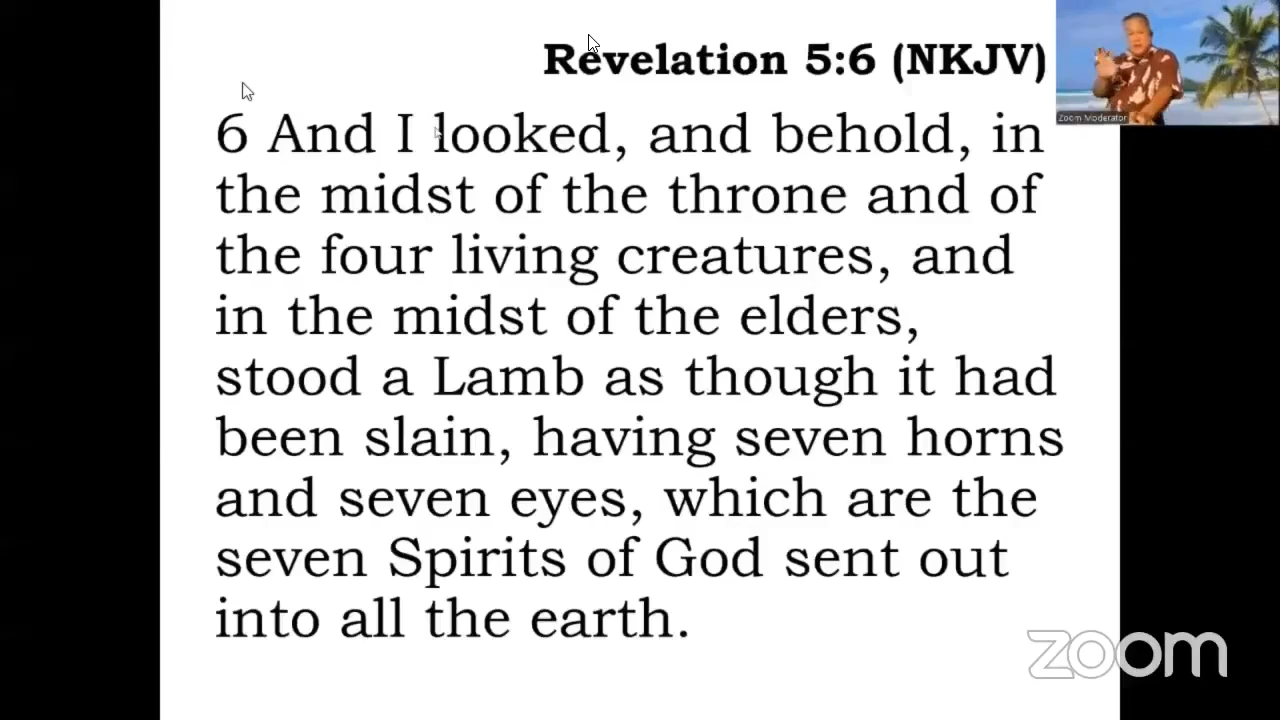 Revelation 5:6 (NKJV)
Zoom Moderator
6 And I looked, and behold, in
the midst of the throne and of
the four living creatures, and
in the midst of the elders,
stood a Lamb as though it had
been slain, having seven horns
and seven eyes, which are the
seven Spirits of God sent out
into all the earth.
zoom